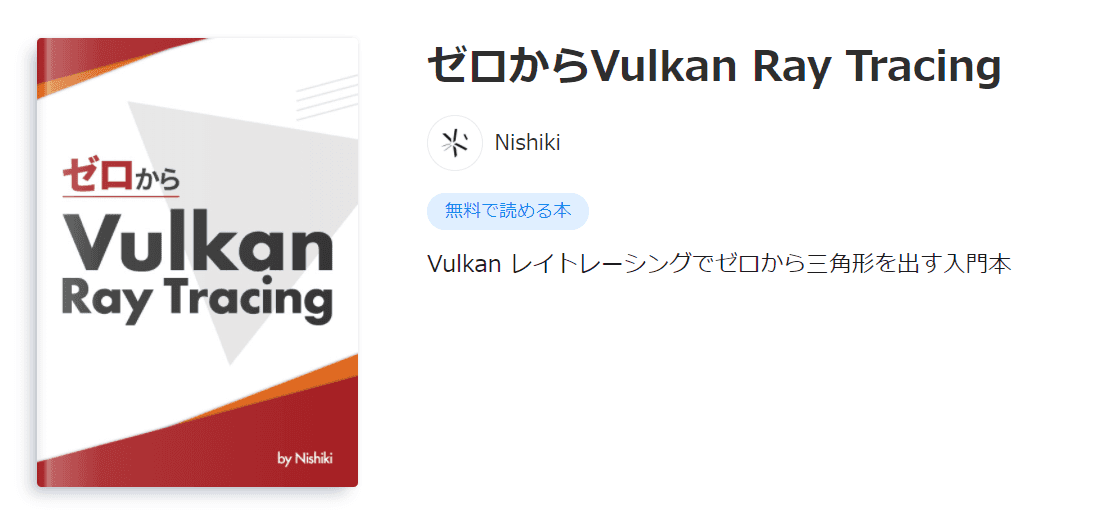 ゼロから
Vulkan
Ray Tracing
by Nishiki
ゼロからVulkan Ray Tracing
Nishiki
無料で読める本
Vulkan レイトレーシングでゼロから三角形を出す入門本